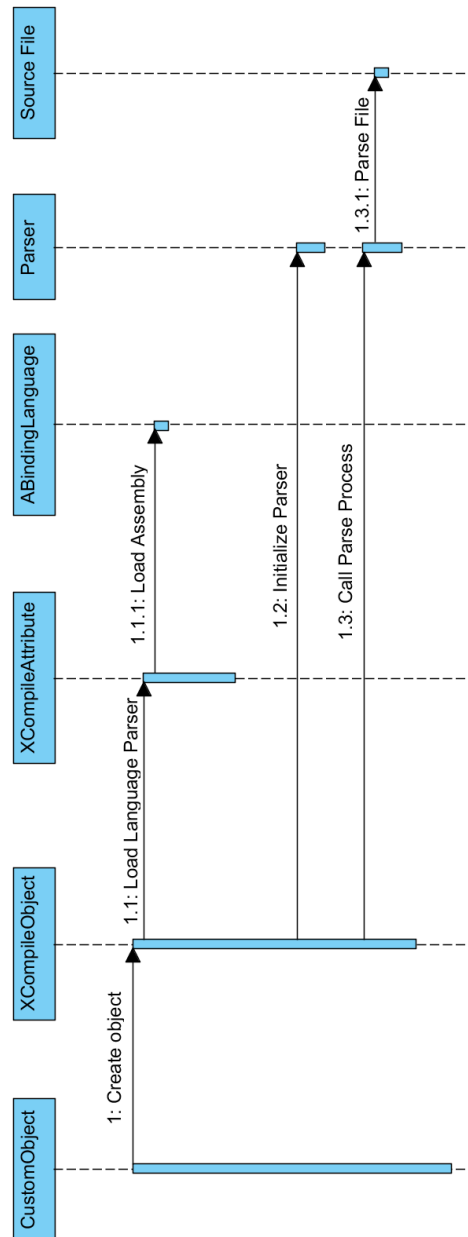 CustomObject
XCompileObject
XCompileAttribute
ABindingLanguage
Parser
Source File
1: Create object
1.1: Load Language Parser
1.1.1: Load Assembly
1.2: Initialize Parser
1.3: Call Parse Process
1.3.1: Parse File